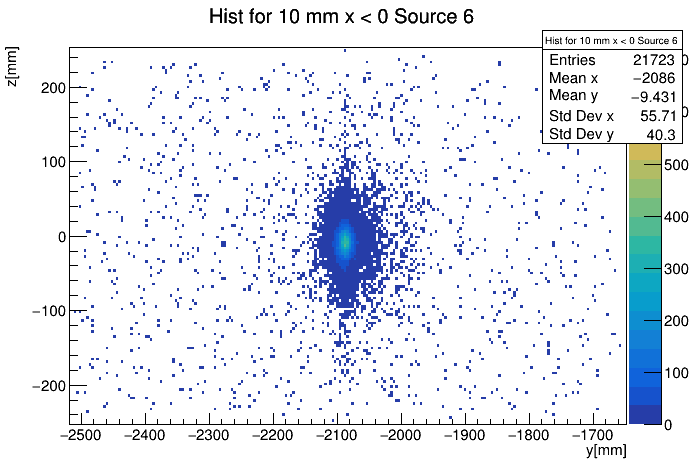 Hist for 10 mm x < 0 Source 6
Hist for 10 mm x < 0 Source 6
Entries 21723
Mean x −2086
Mean y −9.431
Std Dev x 55.71
Std Dev y 40.3
z[mm]
200
100
0
−100
−200
−2500 −2400 −2300 −2200 −2100 −2000 −1900 −1800 −1700
y[mm]
500
400
300
200
100
0